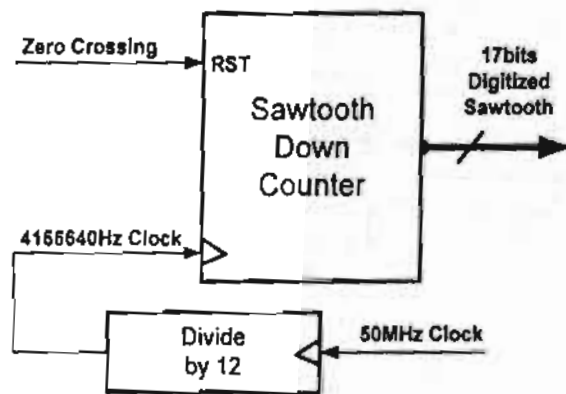 Zero Crossing
RST
Sawtooth
Down
Counter
17bits
Digitized
Sawtooth
4166640Hz Clock
Divide
by 12
50MHz Clock